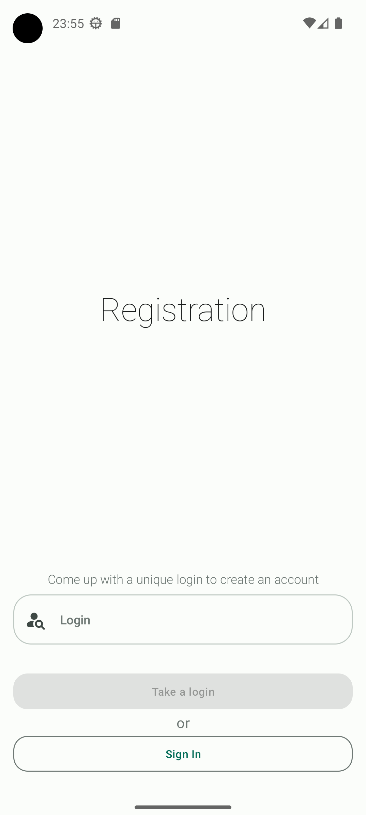 23:55
Registration
Come up with a unique login to create an account
Login
Take a login
or
Sign In